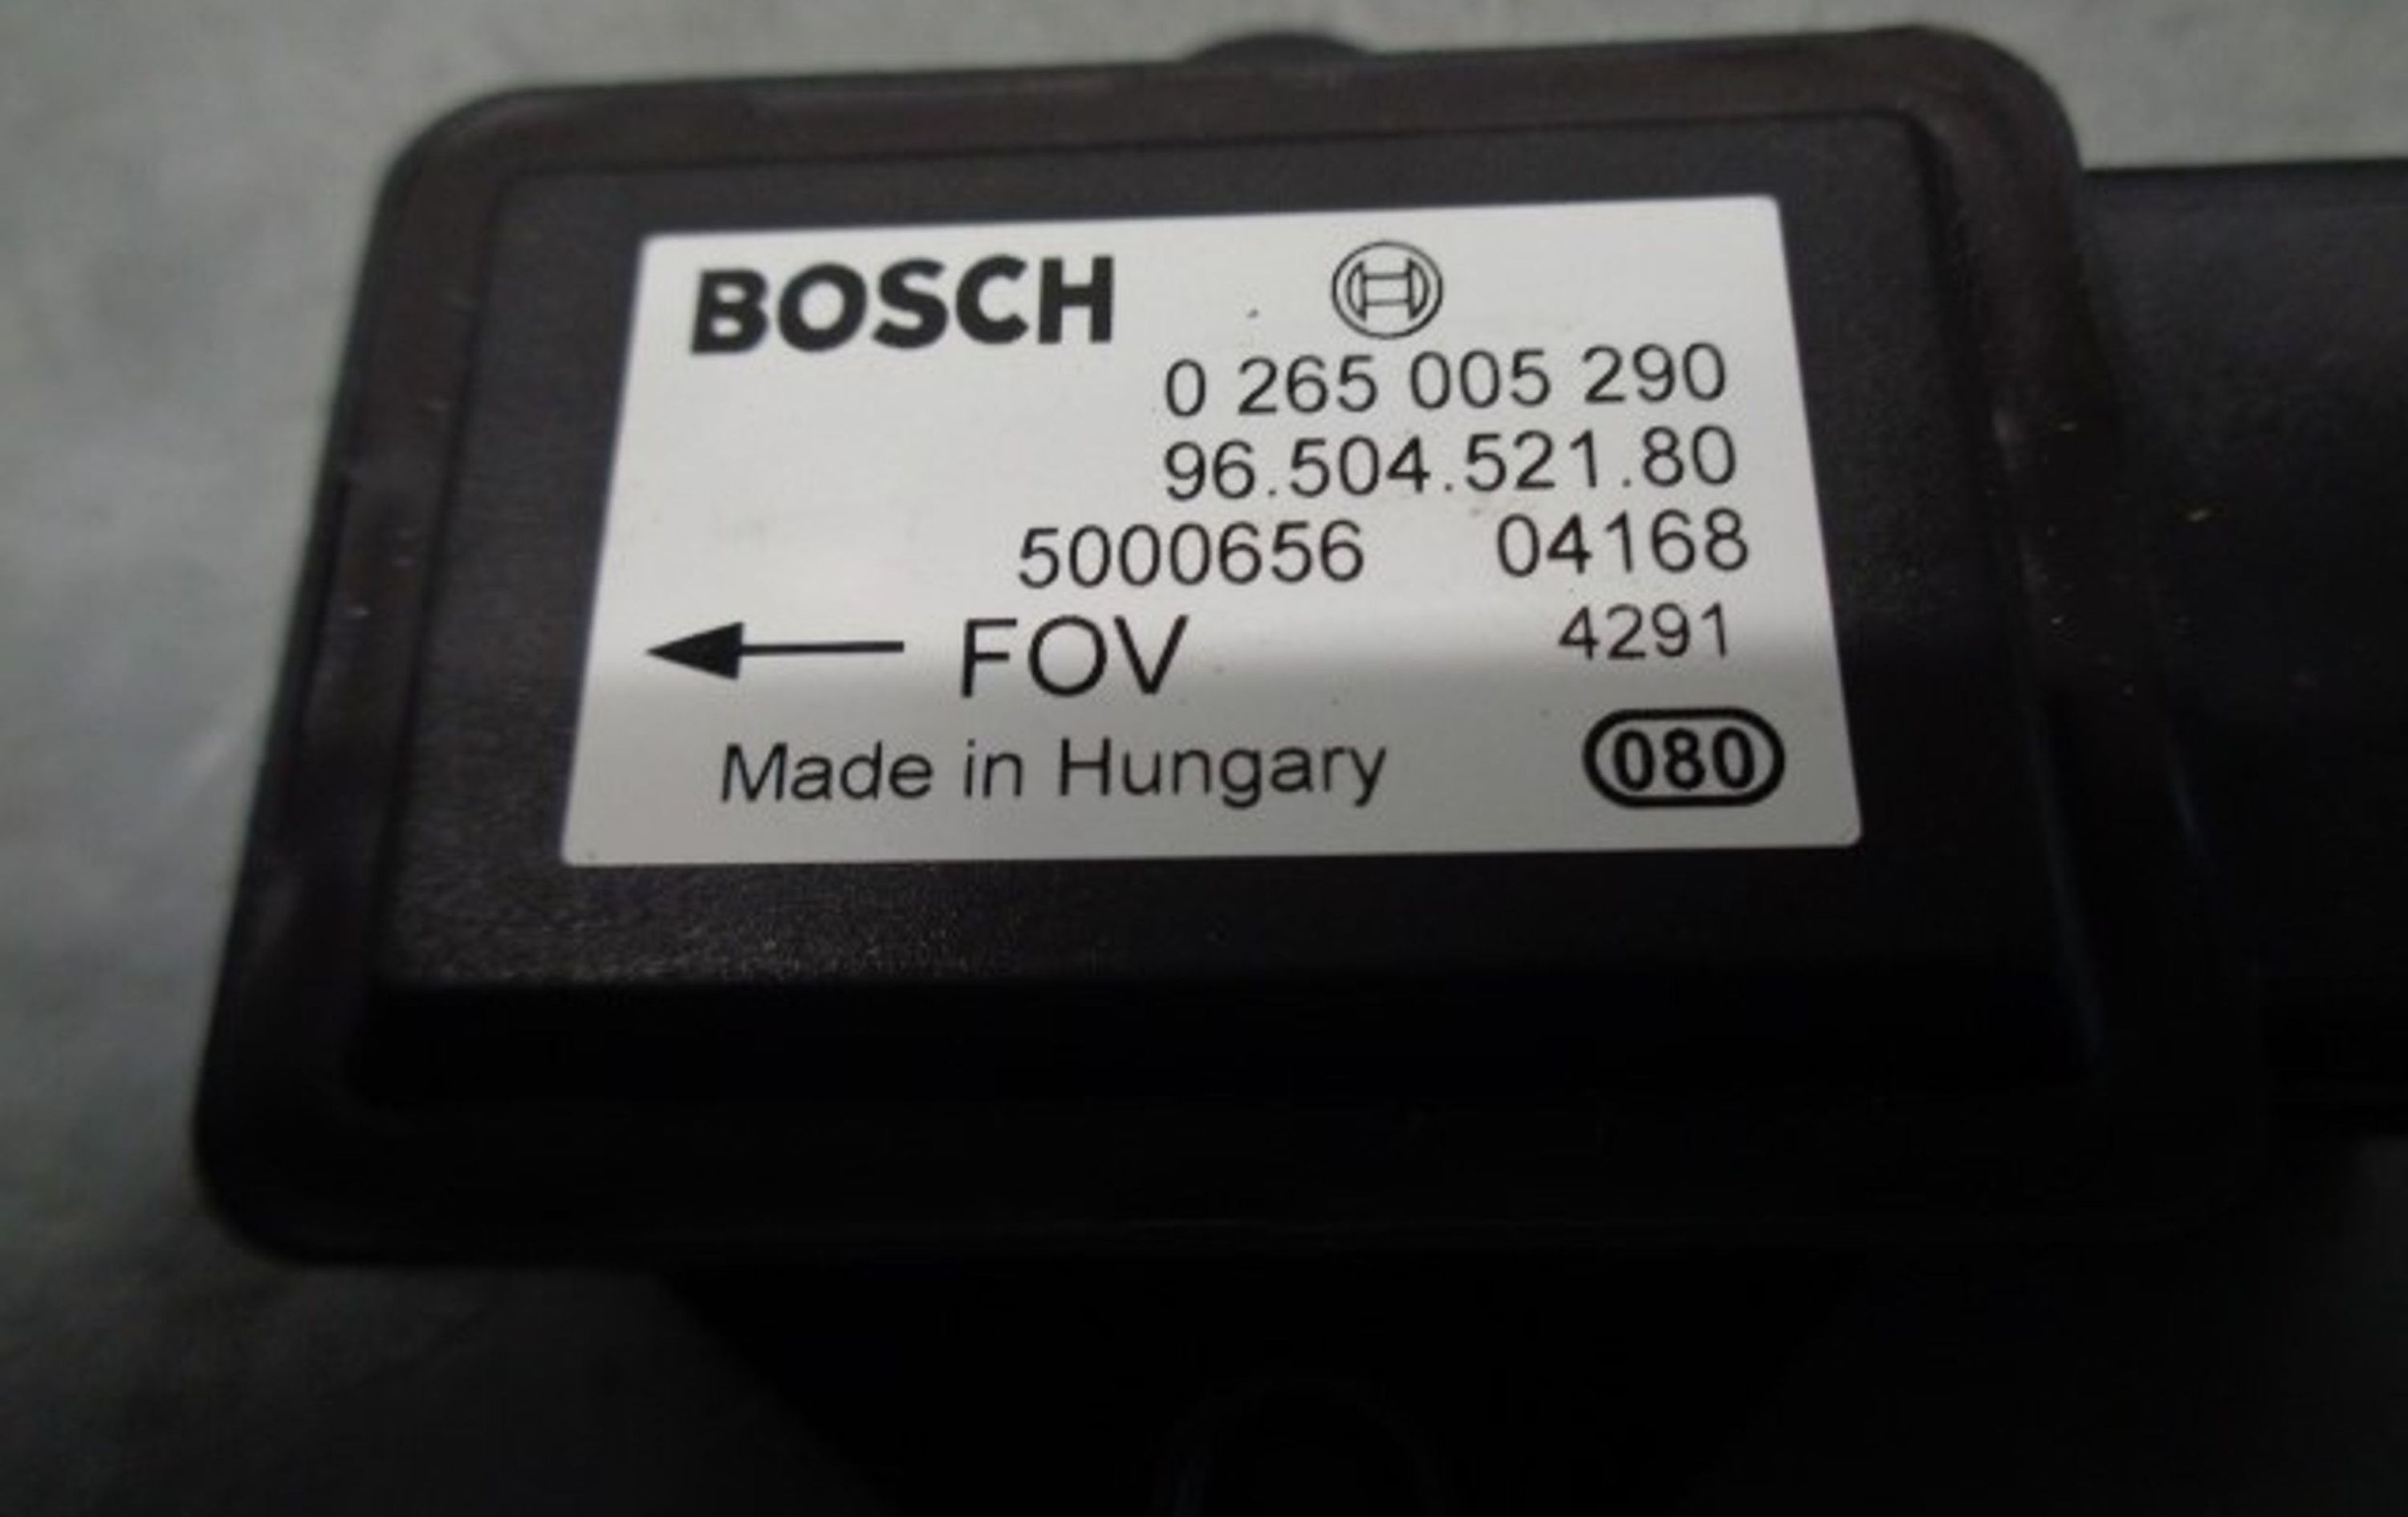 BOSCH
0 265 005 290
96.504.521.80
5000656 04168
FOV 4291
Made in Hungary 080